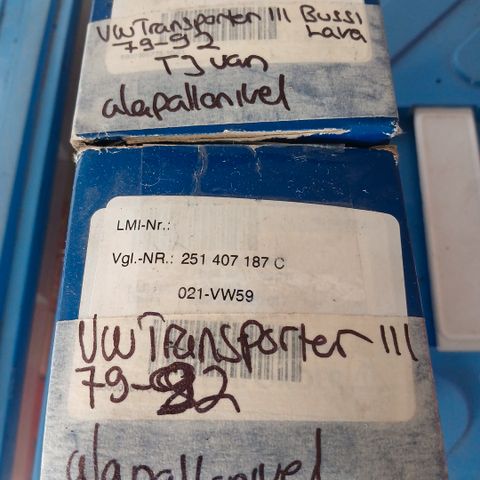 VW Transporter III Bussi
79-92 Lava
TJ van
alapallonivel
LMI-Nr.:
Vgl.-NR.: 251 407 187 C
021-VW59
VW Transporter III
79-92
alapallonivel